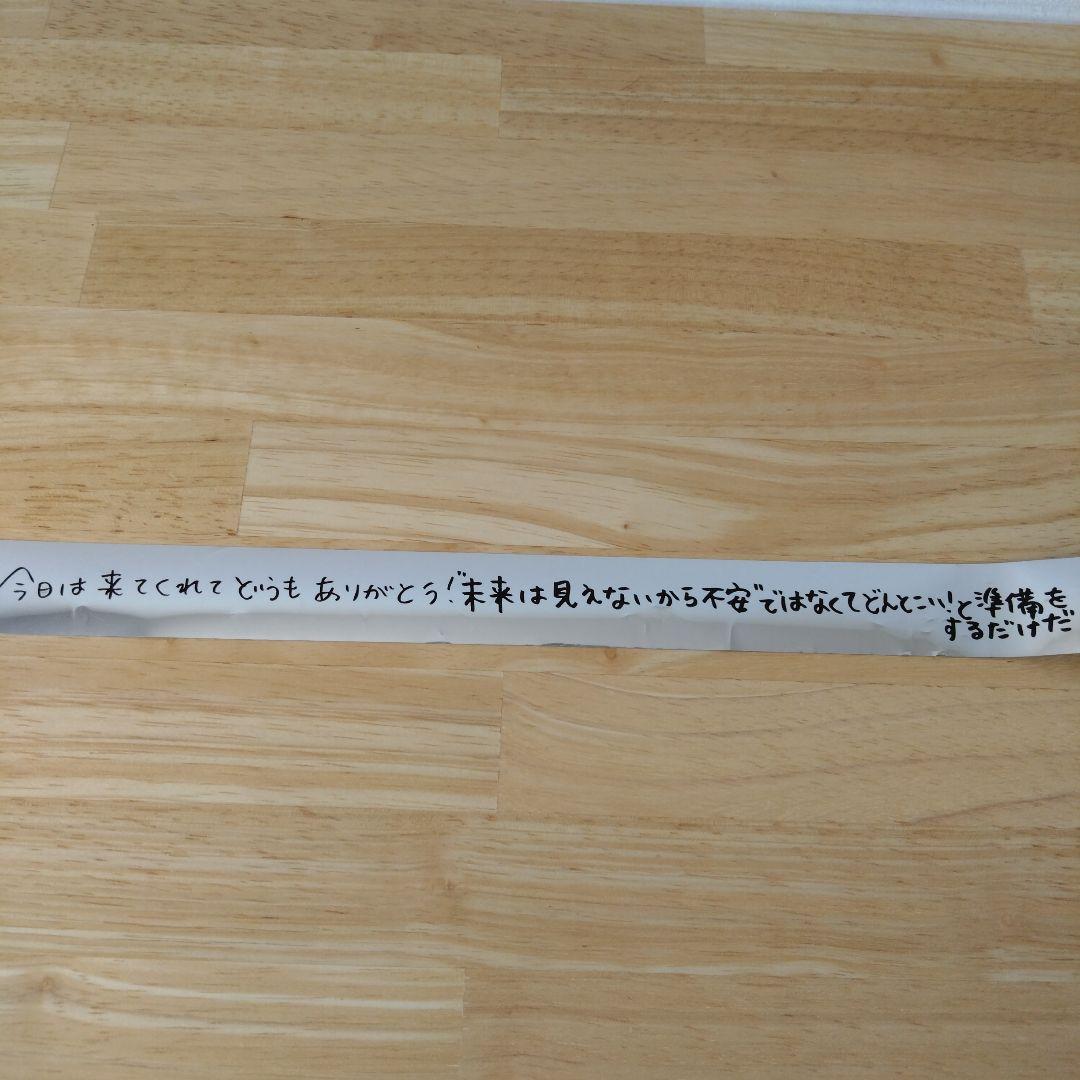 今日は来てくれてどうもありがとう!"未来は見えないから不安"ではなくてどんとこい!と準備を
するだけだ